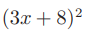 (3x + 8)²